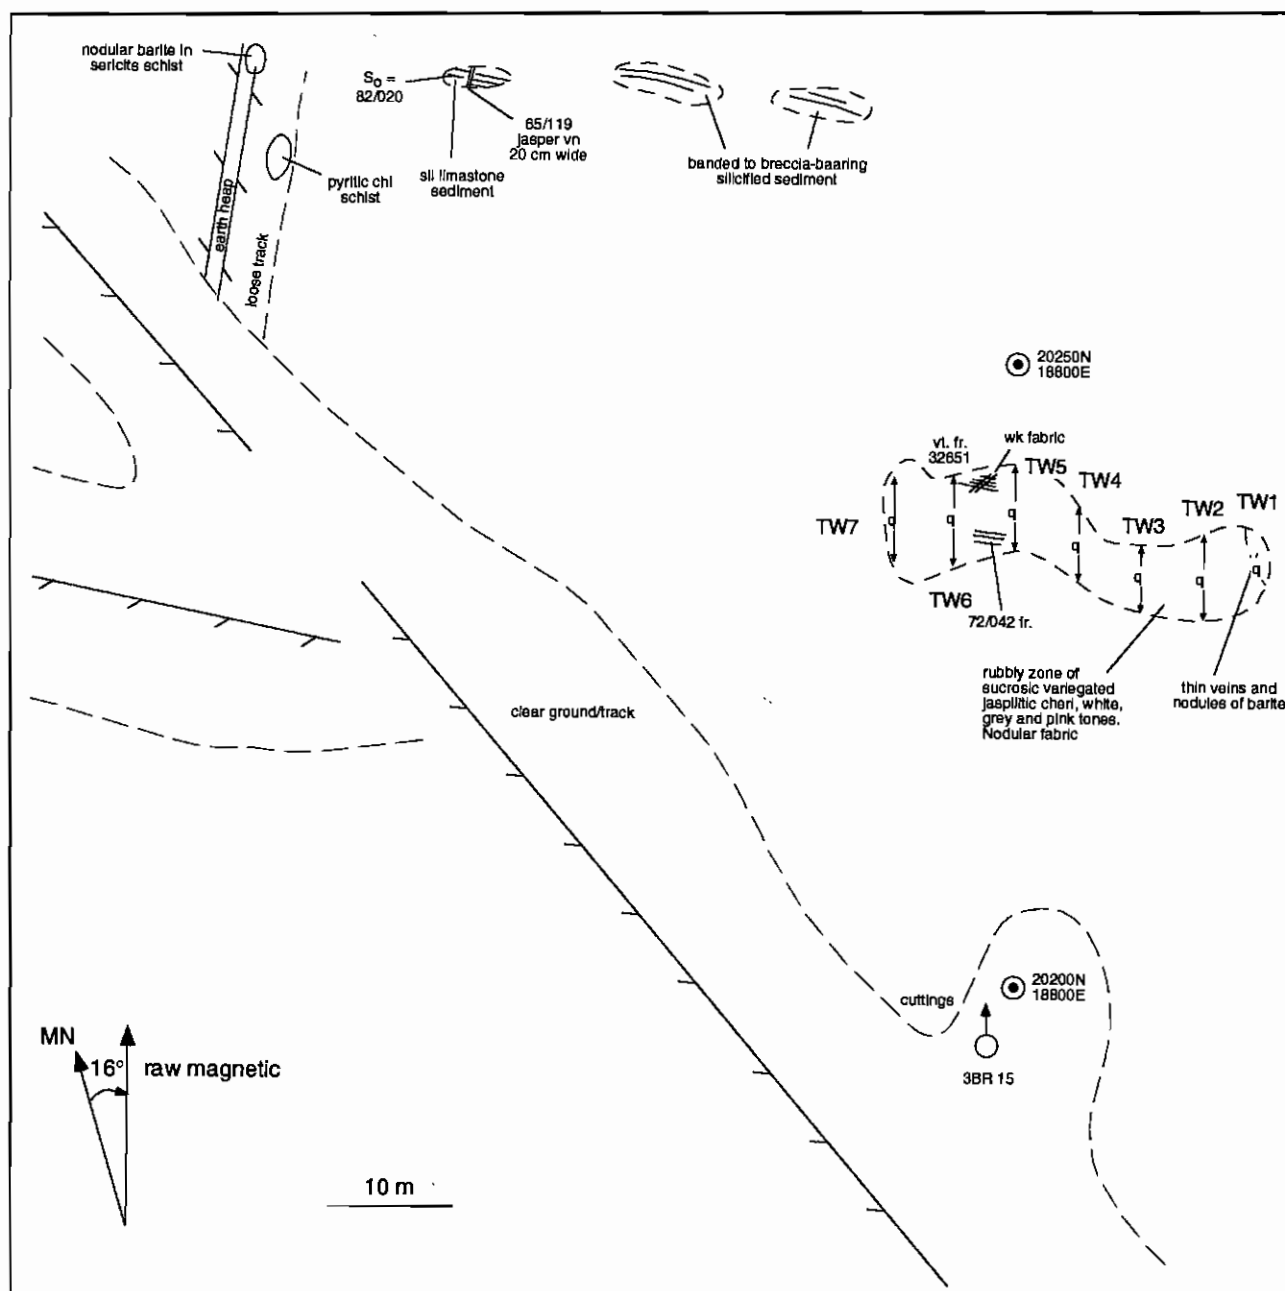 nodular barite in
sericite schist
S₀ =
82/020
65/119
jasper vn
20 cm wide
sil limastone
sediment
banded to breccia-baaring
silicified sediment
pyritic chl
schist
earth heap
loose track
20250N
18800E
vt. fr.
32651
wk fabric
TW5
TW4
TW3
TW2
TW1
TW7
q
q
q
q
q
q
q
TW6
72/042 fr.
rubbly zone of
sucrosic variegated
jaspilitic chert, white,
grey and pink tones.
Nodular fabric
thin veins and
nodules of barite
clear ground/track
cuttings
20200N
18800E
3BR 15
MN
16°
raw magnetic
10 m